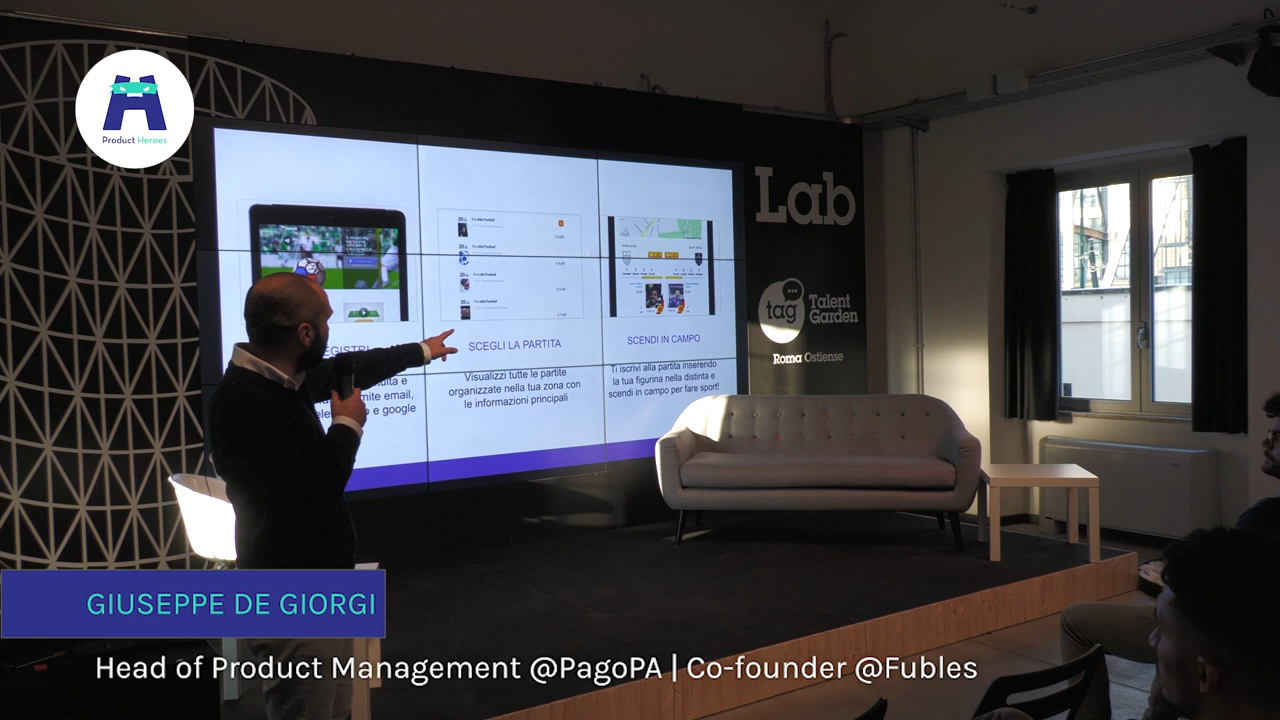 Product Heroes
Lab
tag
Talent
Garden
Roma Ostiense
SCEGLI LA PARTITA
Visualizzi tutte le partite
organizzate nella tua zona con
le informazioni principali
SCENDI IN CAMPO
Ti iscrivi alla partita inserendo
la tua figurina nella distinta e
scendi in campo per fare sport!
e google
GIUSEPPE DE GIORGI
Head of Product Management @PagoPA | Co-founder @Fubles